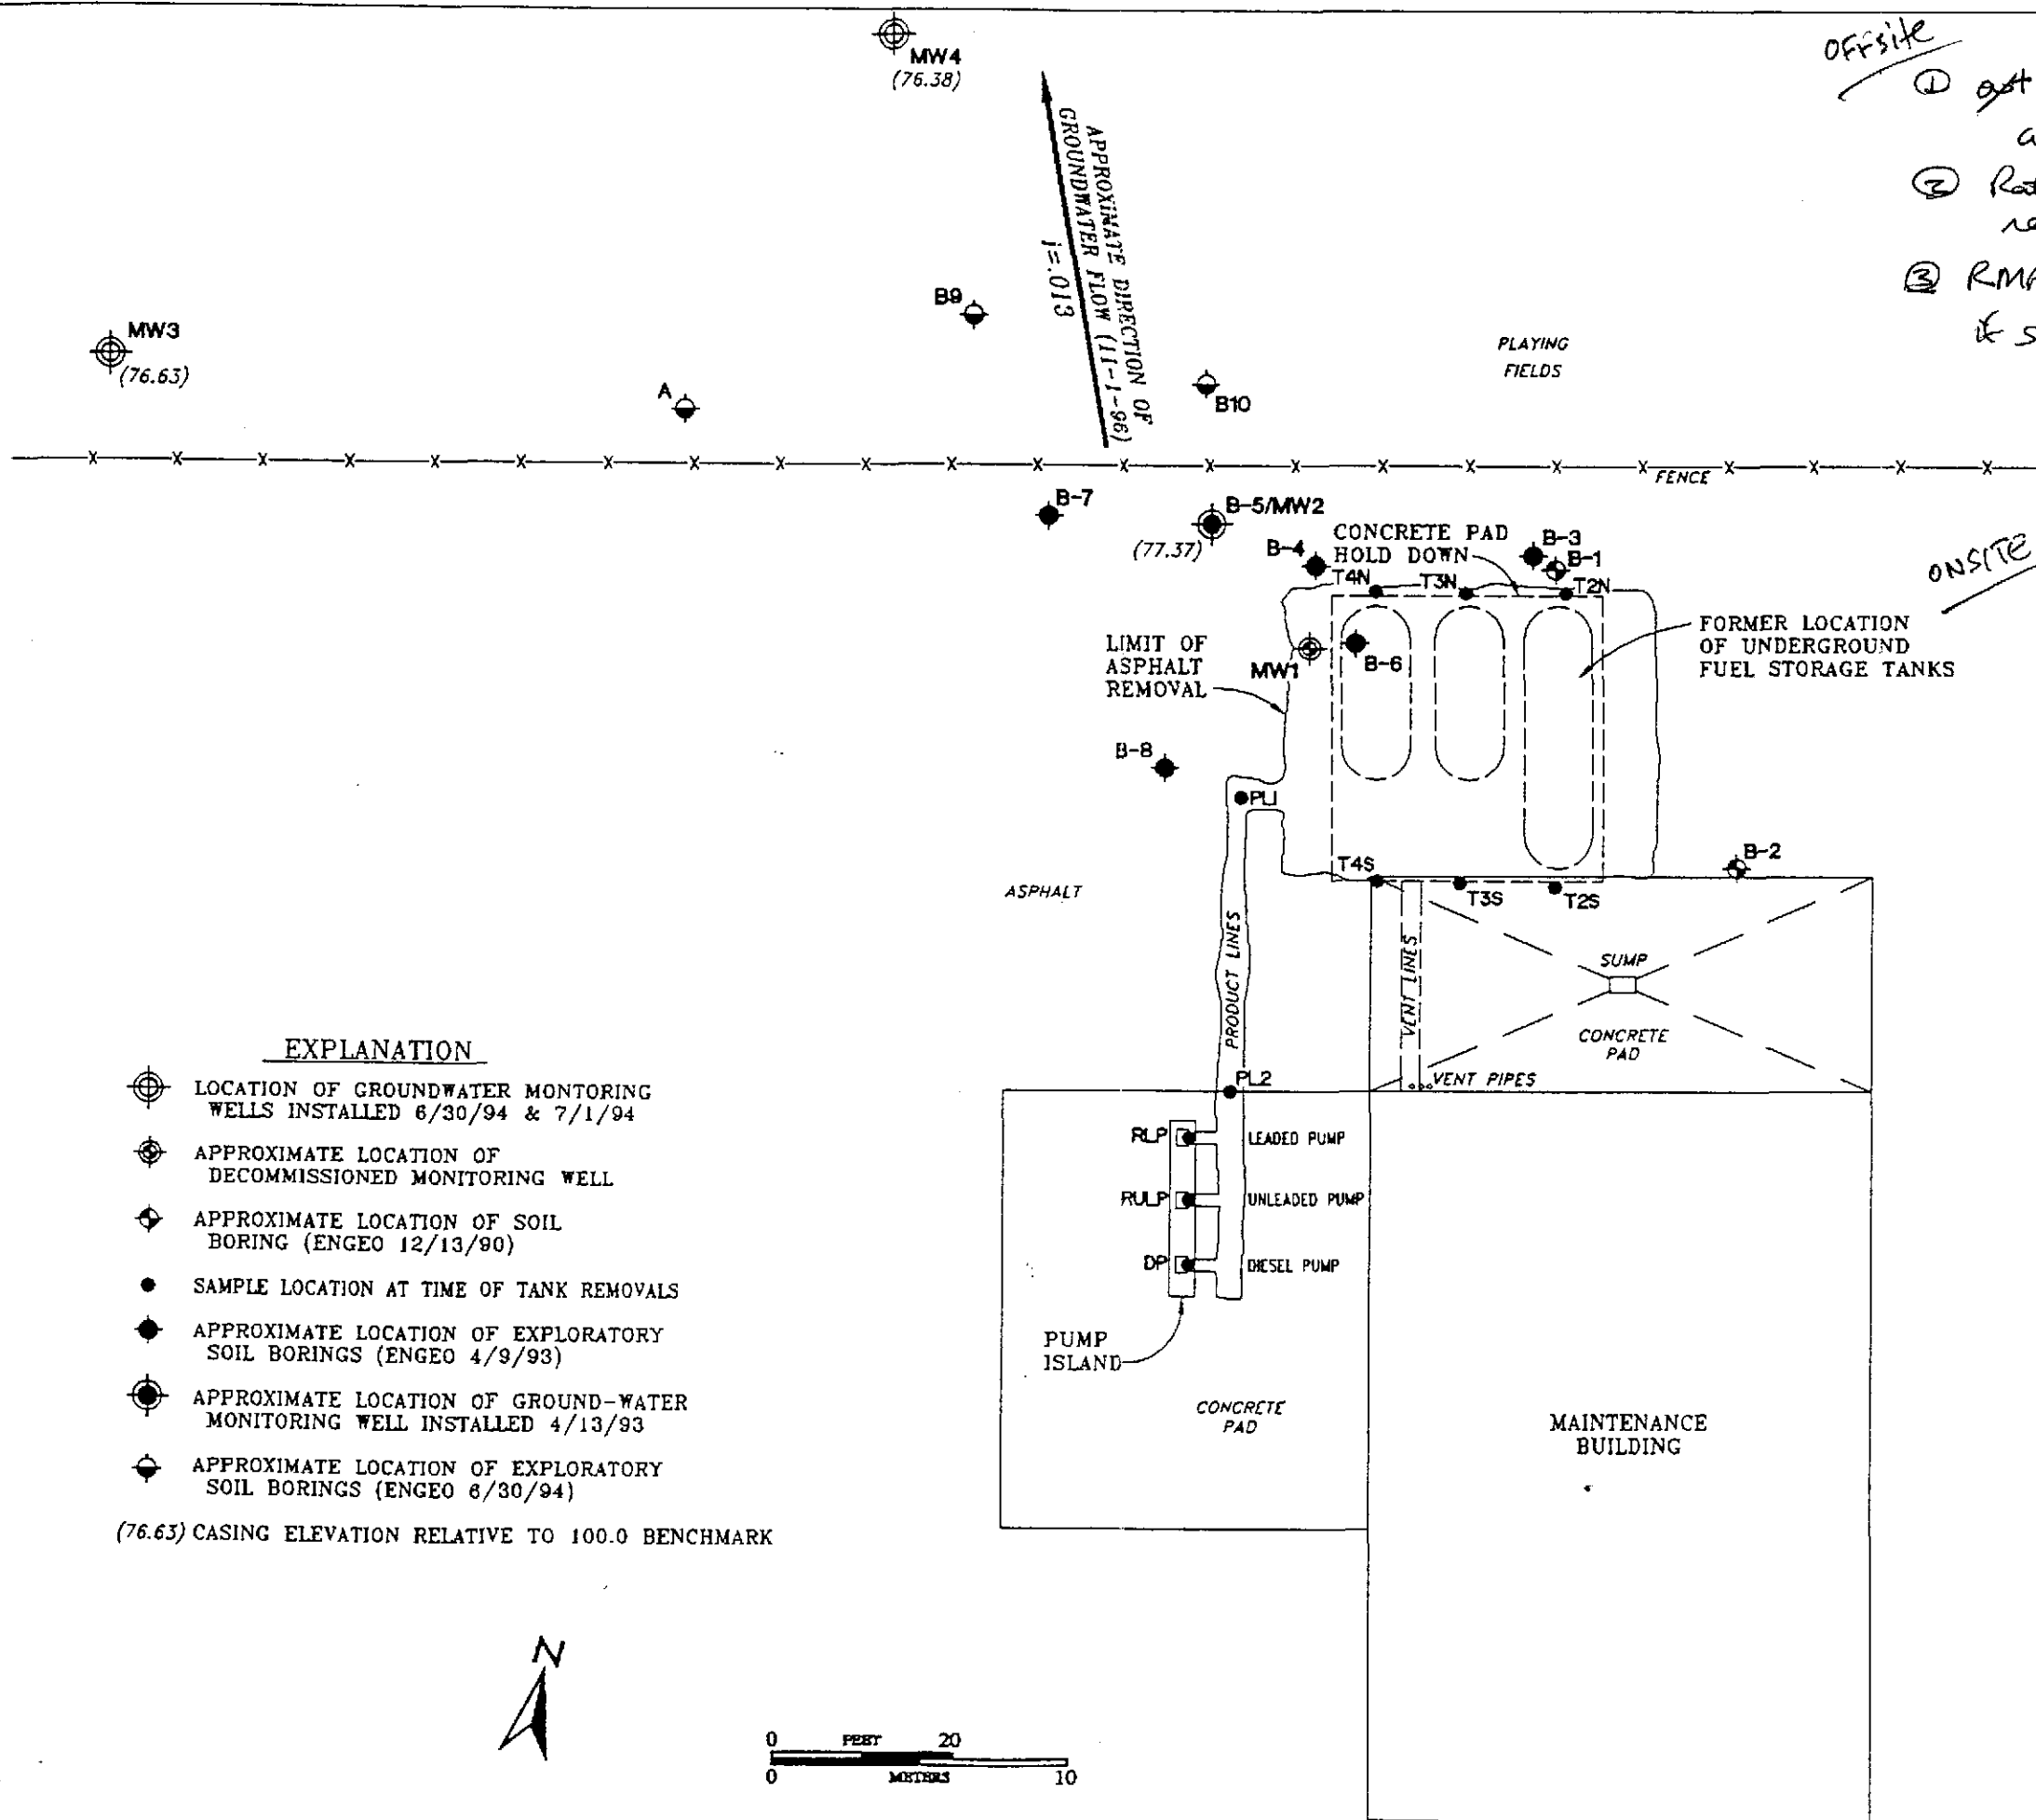 MW4
(76.38)
OFFsite
①
②
③
APPROXIMATE DIRECTION OF
GROUNDWATER FLOW (11-1-96)
i=.013
MW3
(76.63)
A
B9
B10
PLAYING
FIELDS
X X X X X X X X X X X X X X X X X X X X X X X
FENCE
B-7
B-5/MW2
(77.37)
B-4
CONCRETE PAD
HOLD DOWN
B-3
B-1
T4N
T3N
T2N
ONSITE
LIMIT OF
ASPHALT
REMOVAL
MW1
B-6
FORMER LOCATION
OF UNDERGROUND
FUEL STORAGE TANKS
B-8
PL1
B-2
T4S
T3S
T2S
ASPHALT
PRODUCT LINES
VENT LINES
SUMP
CONCRETE
PAD
VENT PIPES
PL2
RLP
LEADED PUMP
RULP
UNLEADED PUMP
DP
DIESEL PUMP
PUMP
ISLAND
CONCRETE
PAD
MAINTENANCE
BUILDING
EXPLANATION
LOCATION OF GROUNDWATER MONTORING
WELLS INSTALLED 6/30/94 & 7/1/94
APPROXIMATE LOCATION OF
DECOMMISSIONED MONITORING WELL
APPROXIMATE LOCATION OF SOIL
BORING (ENGEO 12/13/90)
SAMPLE LOCATION AT TIME OF TANK REMOVALS
APPROXIMATE LOCATION OF EXPLORATORY
SOIL BORINGS (ENGEO 4/9/93)
APPROXIMATE LOCATION OF GROUND-WATER
MONITORING WELL INSTALLED 4/13/93
APPROXIMATE LOCATION OF EXPLORATORY
SOIL BORINGS (ENGEO 6/30/94)
(76.63) CASING ELEVATION RELATIVE TO 100.0 BENCHMARK
N
0 FEET 20
0 METERS 10